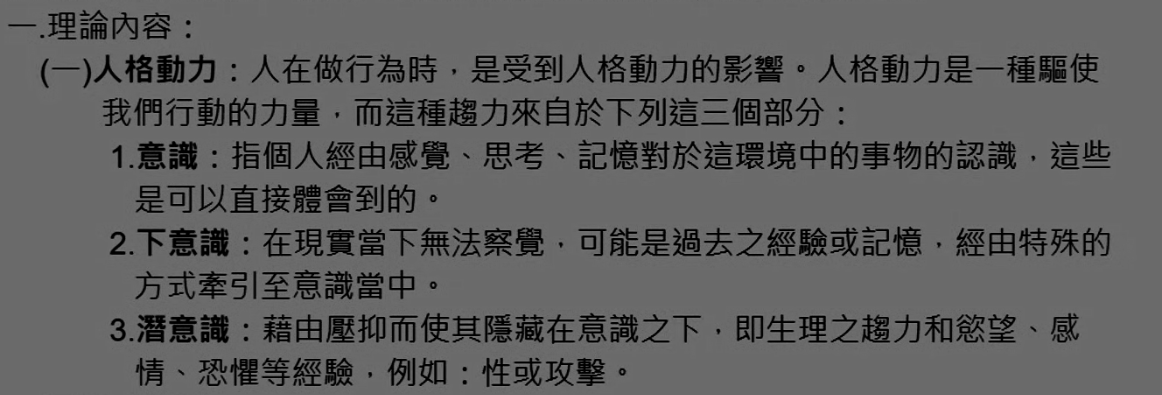 一.理論內容：
(一)人格動力：人在做行為時，是受到人格動力的影響。人格動力是一種驅使
我們行動的力量，而這種趨力來自於下列這三個部分：
1.意識：指個人經由感覺、思考、記憶對於這環境中的事物的認識，這些
是可以直接體會到的。
2.下意識：在現實當下無法察覺，可能是過去之經驗或記憶，經由特殊的
方式牽引至意識當中。
3.潛意識：藉由壓抑而使其隱藏在意識之下，即生理之趨力和慾望、感
情、恐懼等經驗，例如：性或攻擊。